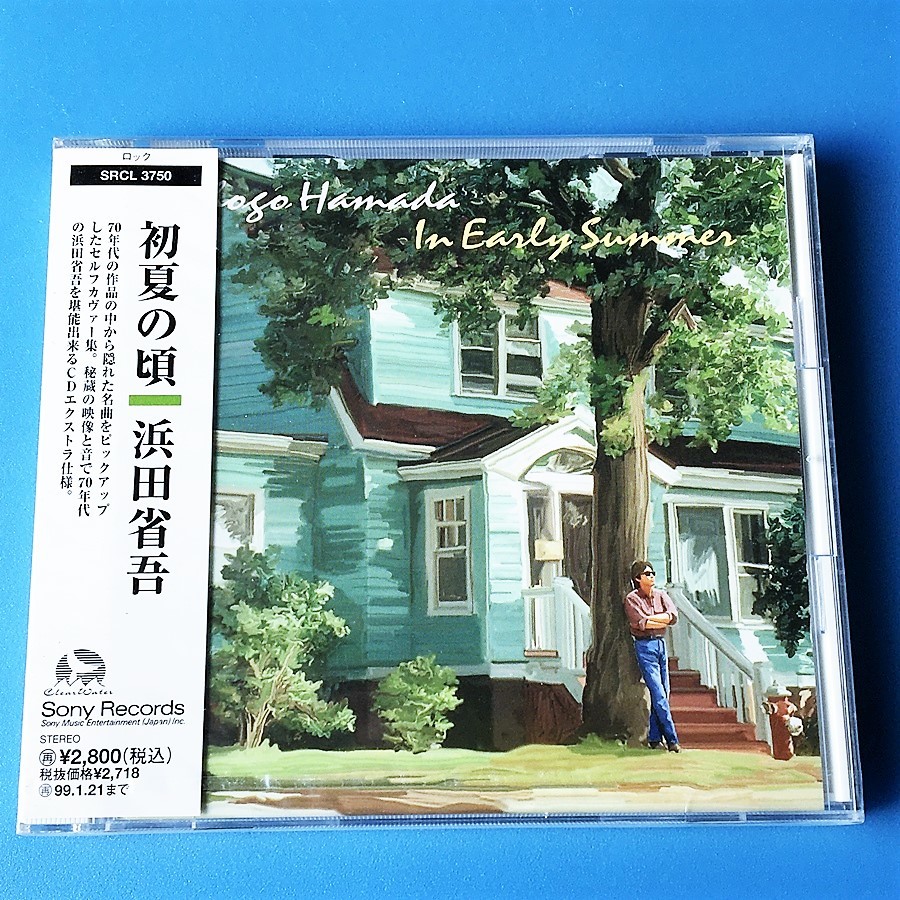 ロック
SRCL 3750
初夏の頃
浜田省吾
70年代の作品の中から隠れた名曲をピックアップ
したセルフカヴァー集。秘蔵の映像と音で70年代
の浜田省吾を堪能出来るCDエクストラ仕様。
ClearWater
Sony Records
Sony Music Entertainment (Japan) Inc.
STEREO
再 ¥2,800(税込)
税抜価格¥2,718
再 99.1.21まで
ogo Hamada
In Early Summer